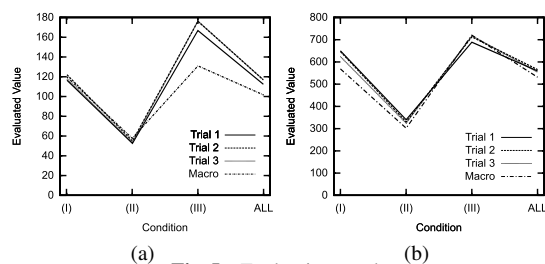 180
160
140
120
100
80
60
40
20
0
Evaluated Value
(I) (II) (III) ALL
Condition
Trial 1
Trial 2
Trial 3
Macro
(a)
800
700
600
500
400
300
200
100
0
Evaluated Value
(I) (II) (III) ALL
Condition
Trial 1
Trial 2
Trial 3
Macro
(b)